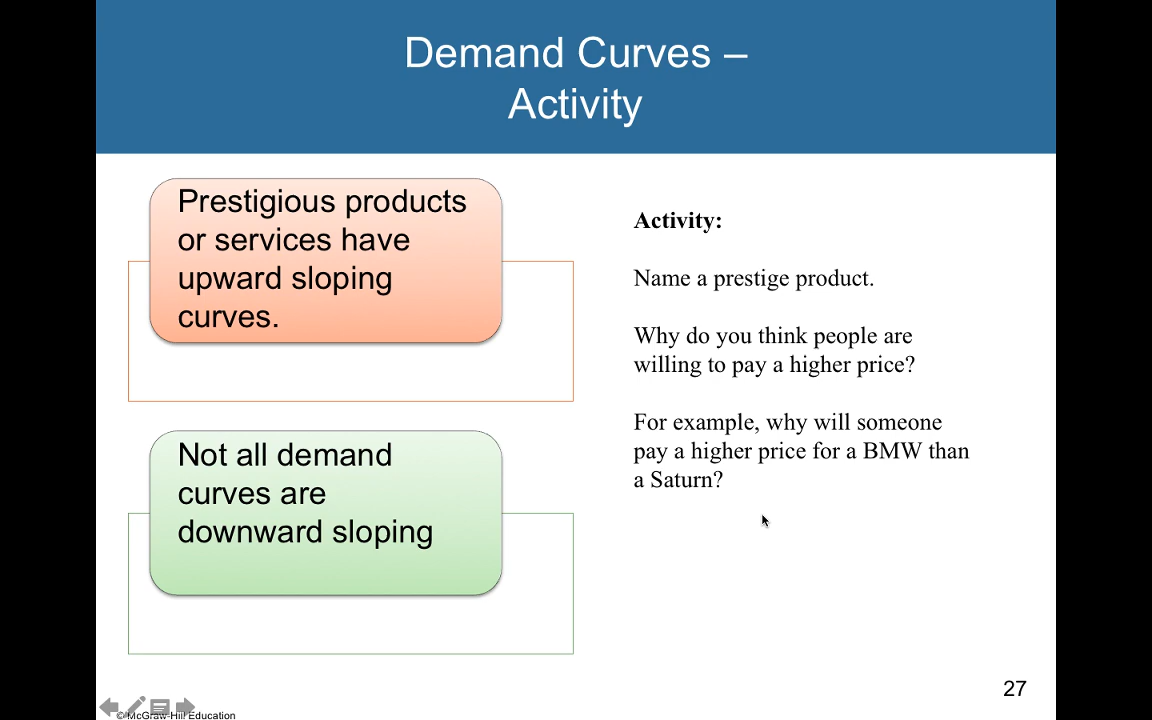 Demand Curves –
Activity
Prestigious products
or services have
upward sloping
curves.
Not all demand
curves are
downward sloping
Activity:
Name a prestige product.
Why do you think people are
willing to pay a higher price?
For example, why will someone
pay a higher price for a BMW than
a Saturn?
27
© McGraw-Hill Education